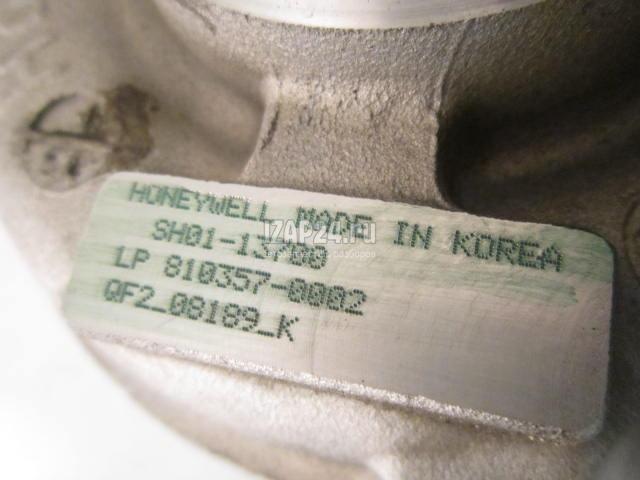 HONEYWELL MADE IN KOREA
IZAP24.ru
LP 810357-0002
QF2_08189_K